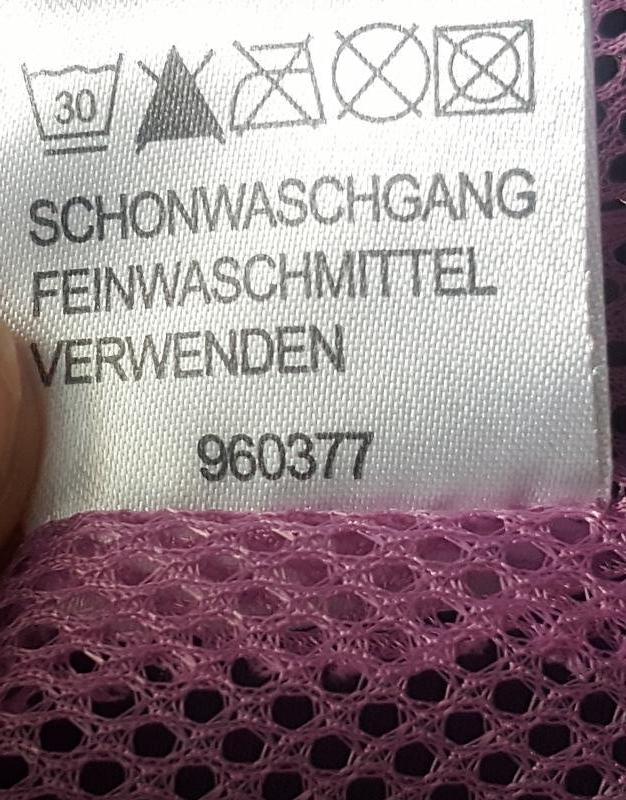 30
SCHONWASCHGANG
FEINWASCHMITTEL
VERWENDEN
960377